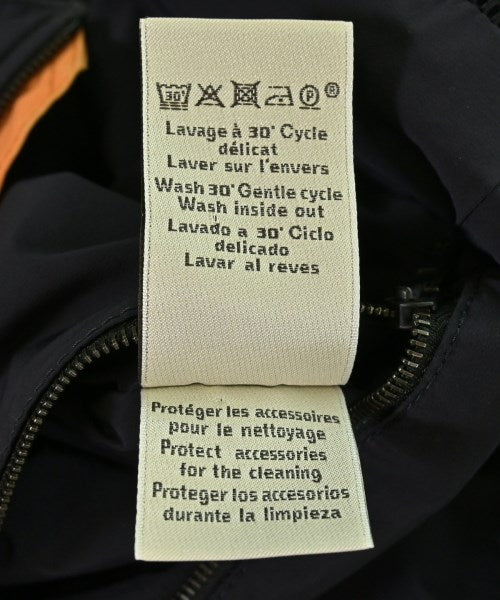 30°
P
®
Lavage à 30° Cycle
délicat
Laver sur l'envers
Wash 30° Gentle cycle
Wash inside out
Lavado a 30° Ciclo
delicado
Lavar al reves
Protéger les accessoires
pour le nettoyage
Protect accessories
for the cleaning
Proteger los accesorios
durante la limpieza